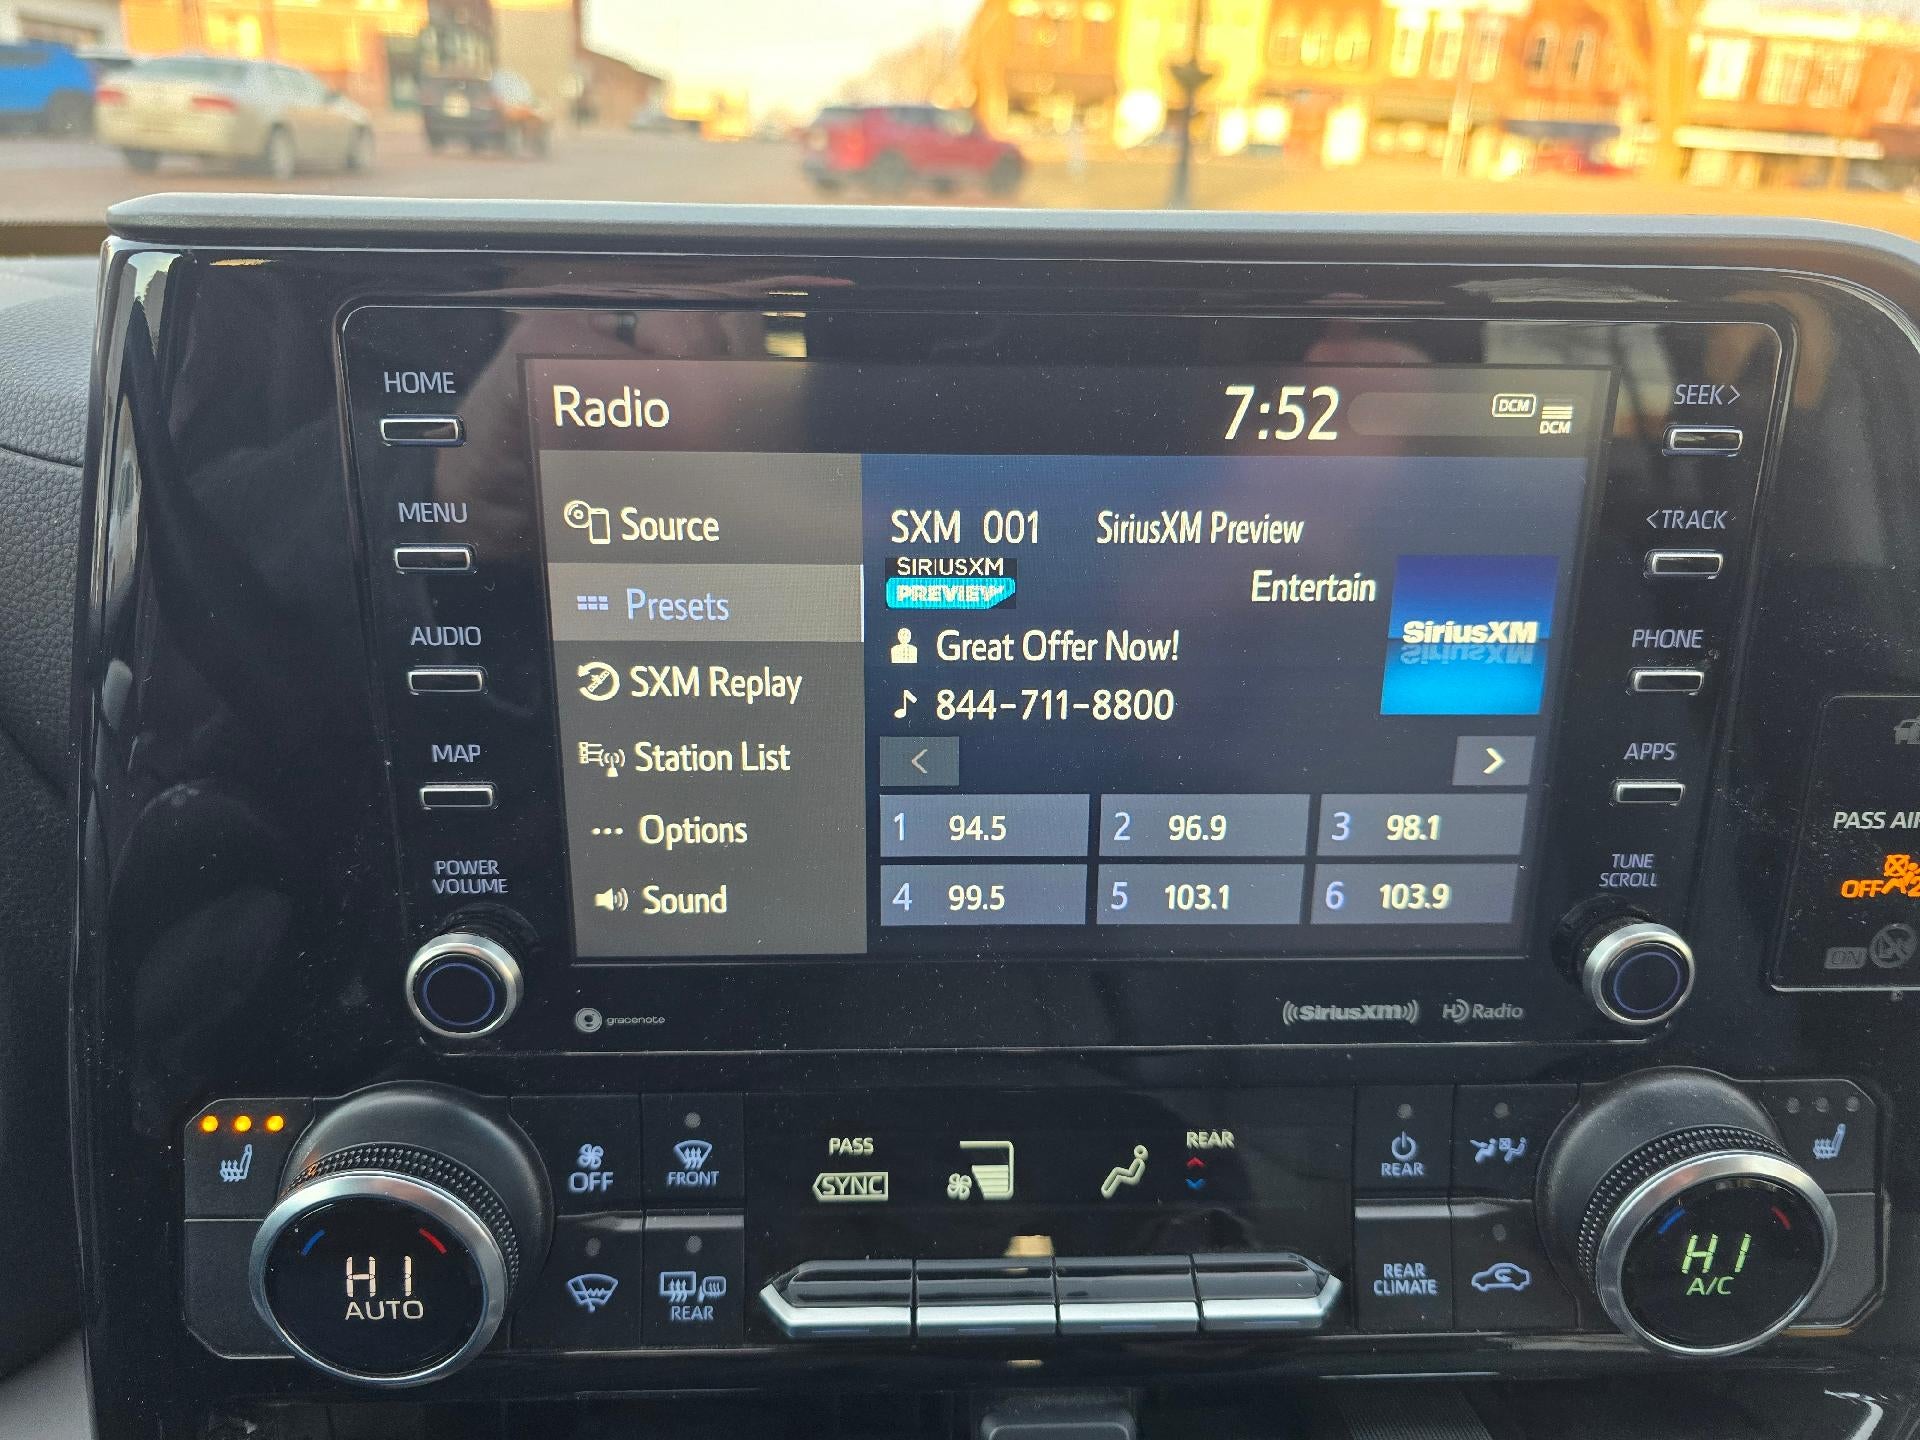 HOME
MENU
AUDIO
MAP
POWER
VOLUME
Radio
7:52
DCM
DCM
Source
Presets
SXM Replay
Station List
Options
Sound
SXM 001 SiriusXM Preview
SIRIUSXM
PREVIEW
Entertain
SiriusXM
Great Offer Now!
844-711-8800
<
>
1 94.5
2 96.9
3 98.1
4 99.5
5 103.1
6 103.9
SEEK >
< TRACK
PHONE
APPS
TUNE
SCROLL
gracenote
SiriusXM
HD Radio
PASS AI
OFF
ON
OFF
FRONT
REAR
HI
AUTO
PASS
SYNC
REAR
REAR
REAR
CLIMATE
HI
A/C